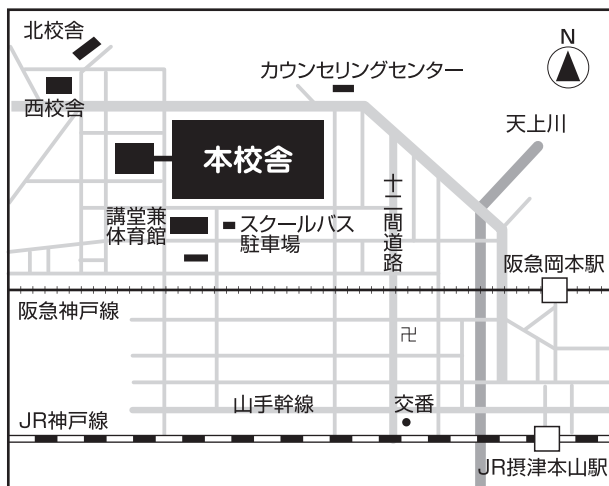 北校舎
N
カウンセリングセンター
西校舎
天上川
本校舎
十二間道路
講堂兼
体育館
スクールバス
駐車場
阪急岡本駅
阪急神戸線
卍
山手幹線
交番
JR神戸線
JR摂津本山駅